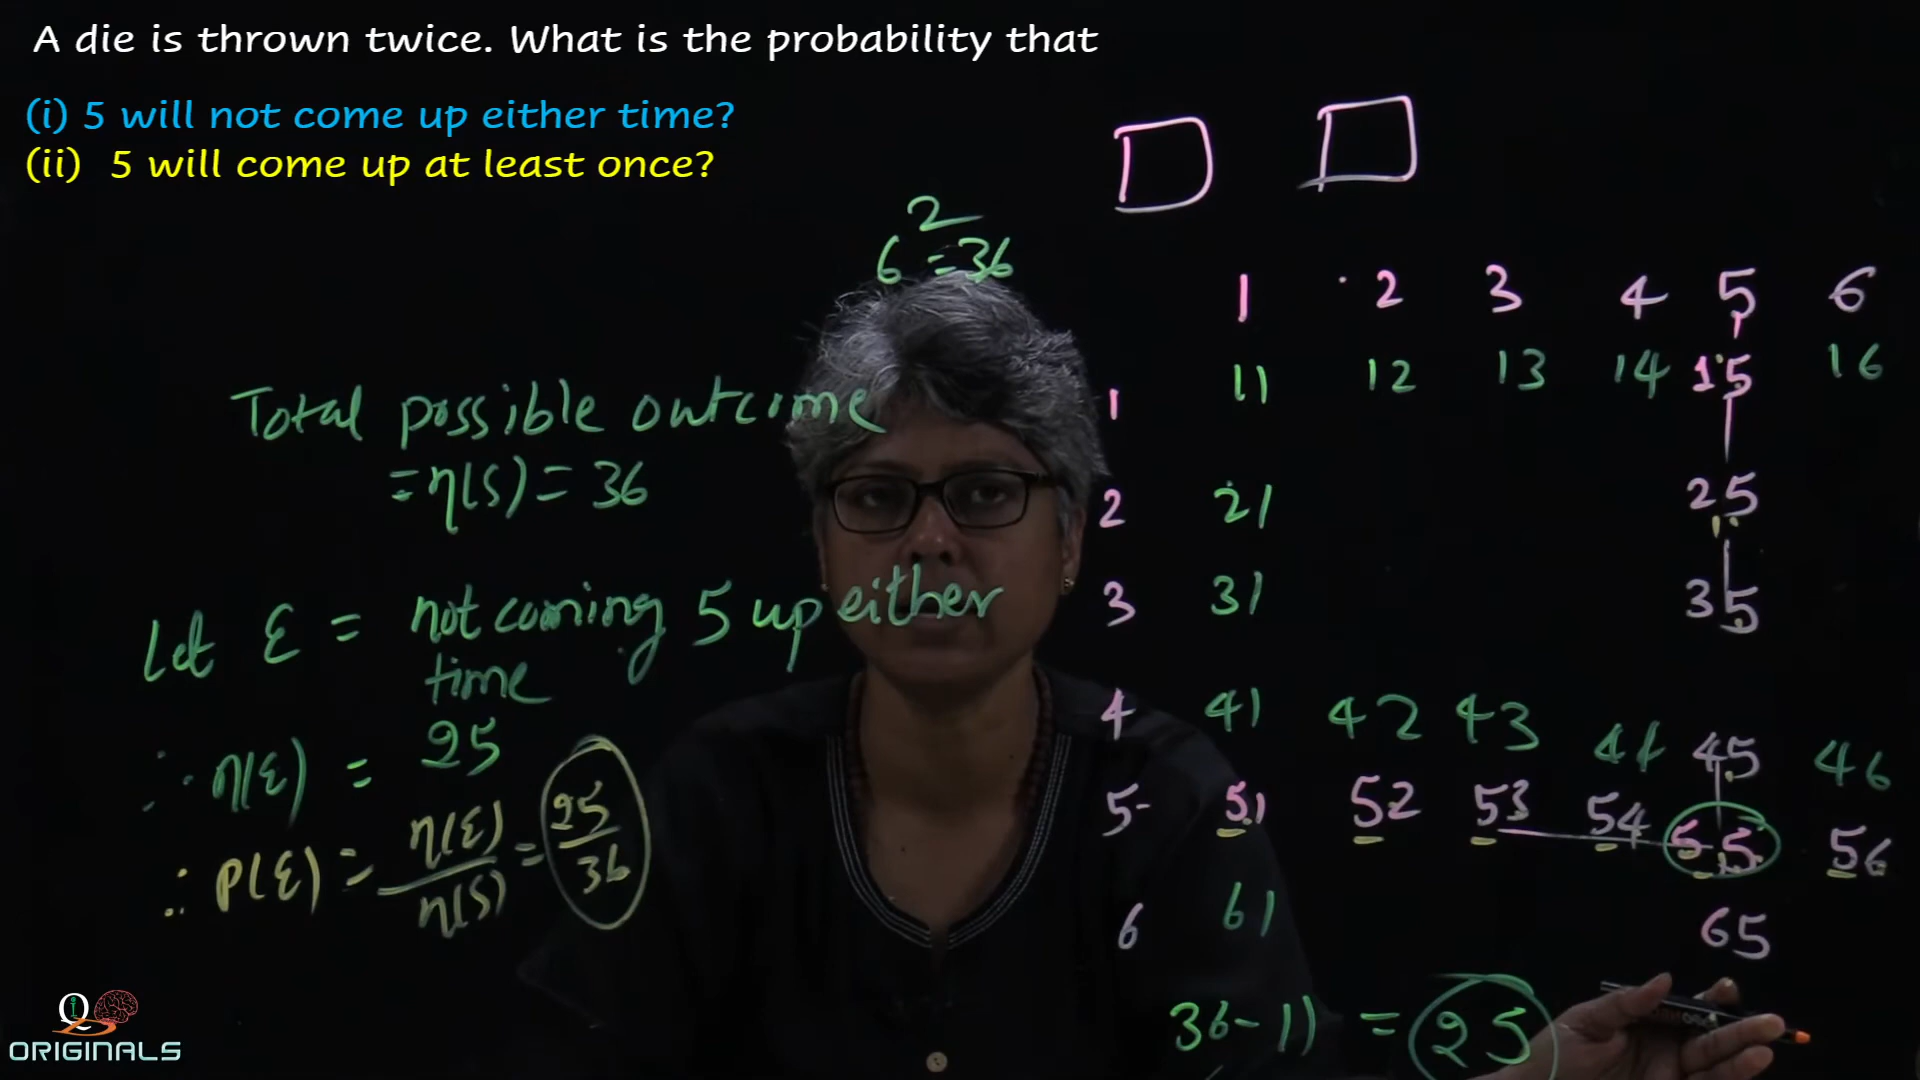 A die is thrown twice. What is the probability that
(i) 5 will not come up either time?
(ii) 5 will come up at least once?
6² = 36
Total possible outcome
= η(S) = 36
Let ε = not coming 5 up either
time
∴ η(ε) = 25
∴ P(ε) = η(ε)/η(S) = 25/36
1 2 3 4 5 6
1 11 12 13 14 15 16
2 21 25
3 31 35
4 41 42 43 44 45 46
5 51 52 53 54 55 56
6 61 65
36 - 11 = 25
Qi
ORIGINALS